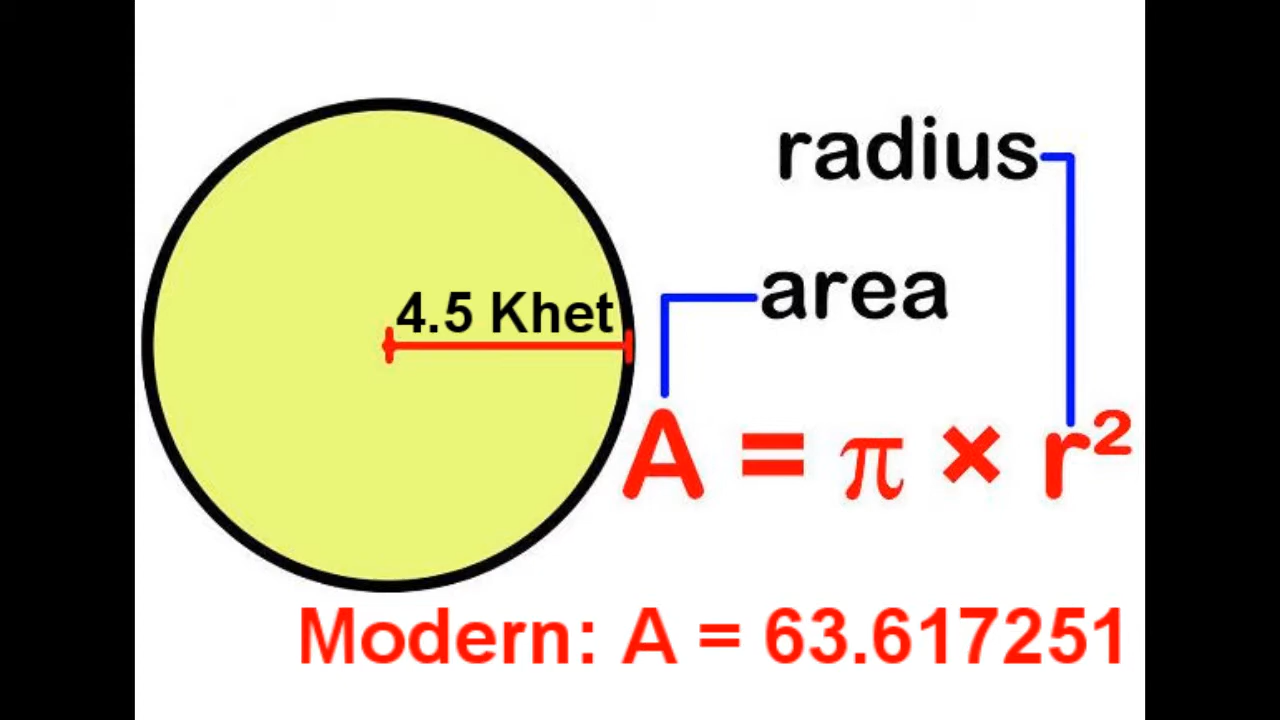 radius
area
4.5 Khet
A = π × r²
Modern: A = 63.617251